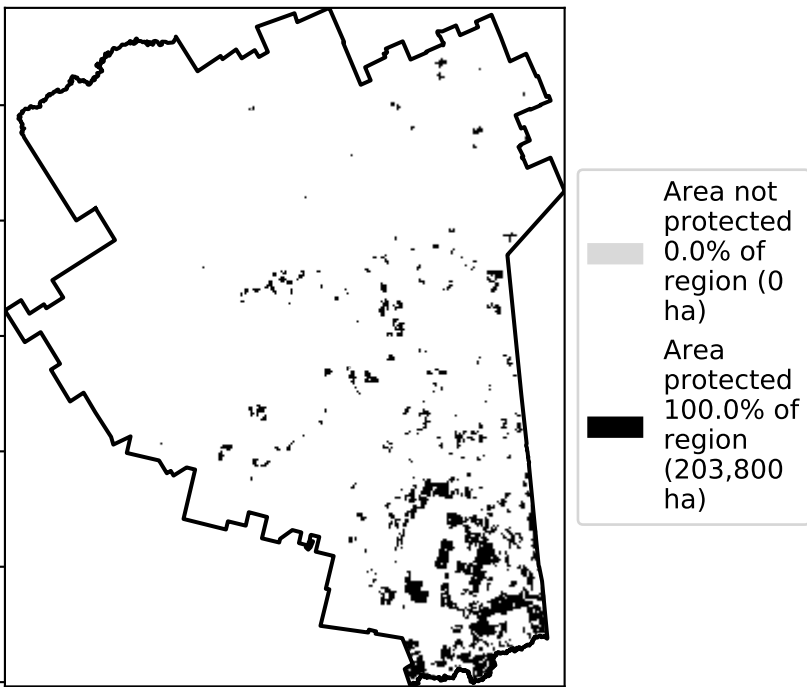 Area not
protected
0.0% of
region (0
ha)
Area
protected
100.0% of
region
(203,800
ha)